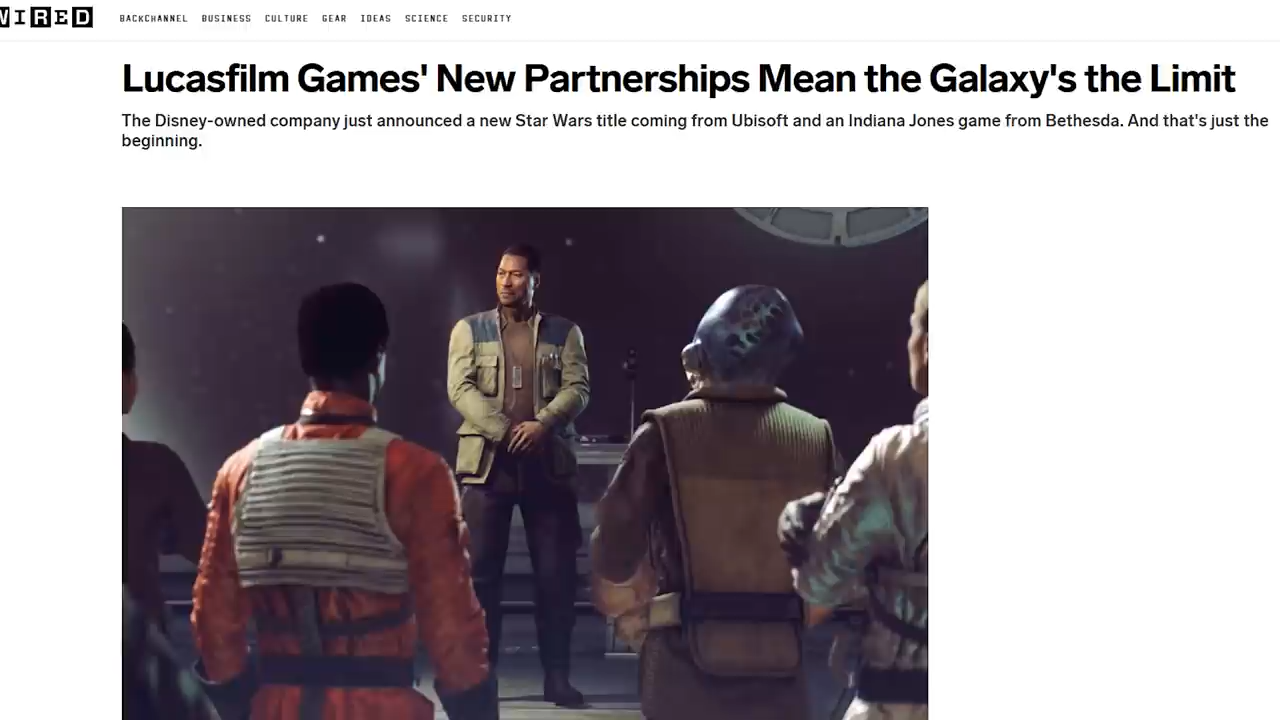 WIRED
BACKCHANNEL BUSINESS CULTURE GEAR IDEAS SCIENCE SECURITY
Lucasfilm Games' New Partnerships Mean the Galaxy's the Limit
The Disney-owned company just announced a new Star Wars title coming from Ubisoft and an Indiana Jones game from Bethesda. And that's just the
beginning.